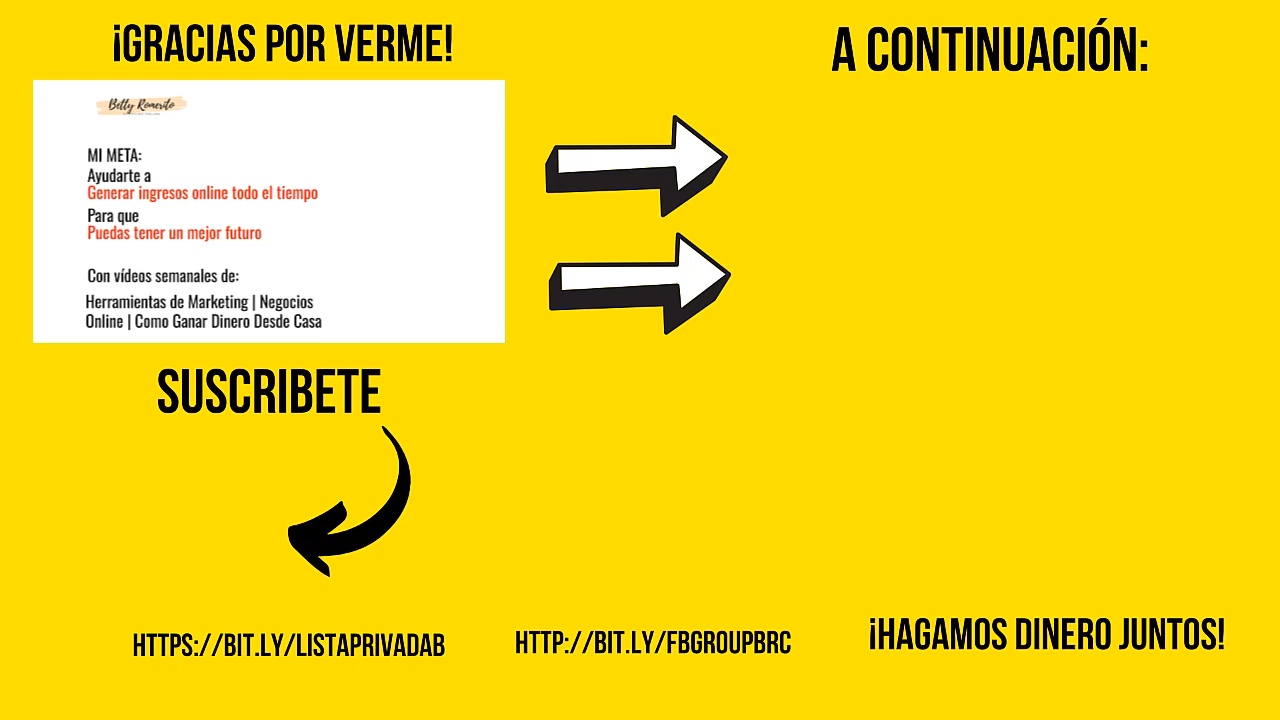 ¡GRACIAS POR VERME!
A CONTINUACIÓN:
Betty Romerito
MI META:
Ayudarte a
Generar ingresos online todo el tiempo
Para que
Puedas tener un mejor futuro
Con vídeos semanales de:
Herramientas de Marketing | Negocios
Online | Como Ganar Dinero Desde Casa
SUSCRIBETE
HTTPS://BIT.LY/LISTAPRIVADAB
HTTP://BIT.LY/FBGROUPBRC
¡HAGAMOS DINERO JUNTOS!